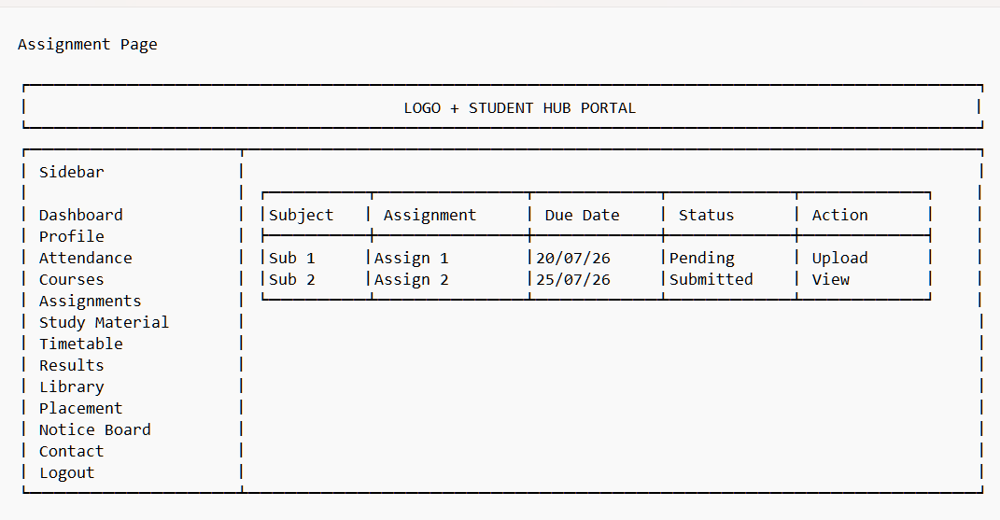 Assignment Page
LOGO + STUDENT HUB PORTAL
Sidebar
Dashboard
Profile
Attendance
Courses
Assignments
Study Material
Timetable
Results
Library
Placement
Notice Board
Contact
Logout
Subject Assignment Due Date Status Action
Sub 1 Assign 1 20/07/26 Pending Upload
Sub 2 Assign 2 25/07/26 Submitted View